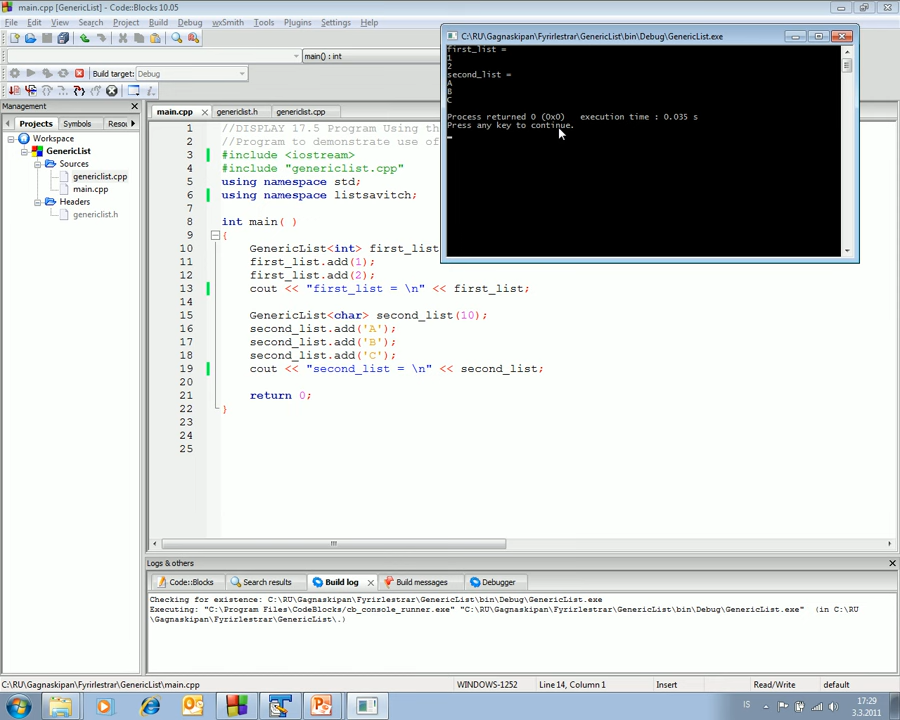 main.cpp [GenericList] - Code::Blocks 10.05
File Edit View Search Project Build Debug wxSmith Tools Plugins Settings Help
main() : int
Build target: Debug
Management
Projects Symbols Resou
Workspace
GenericList
Sources
genericlist.cpp
main.cpp
Headers
genericlist.h
main.cpp genericlist.h genericlist.cpp
1 //DISPLAY 17.5 Program Using th
2 //Program to demonstrate use of
3 #include <iostream>
4 #include "genericlist.cpp"
5 using namespace std;
6 using namespace listsavitch;
7
8 int main( )
9 {
10 GenericList<int> first_list
11 first_list.add(1);
12 first_list.add(2);
13 cout << "first_list = \n" << first_list;
14
15 GenericList<char> second_list(10);
16 second_list.add('A');
17 second_list.add('B');
18 second_list.add('C');
19 cout << "second_list = \n" << second_list;
20
21 return 0;
22 }
23
24
25
C:\RU\Gagnaskipan\Fyrirlestrar\GenericList\bin\Debug\GenericList.exe
first_list =
1
2
second_list =
A
B
C
Process returned 0 (0x0) execution time : 0.035 s
Press any key to continue.
Logs & others
Code::Blocks Search results Build log Build messages Debugger
Checking for existence: C:\RU\Gagnaskipan\Fyrirlestrar\GenericList\bin\Debug\GenericList.exe
Executing: "C:\Program Files\CodeBlocks/cb_console_runner.exe" "C:\RU\Gagnaskipan\Fyrirlestrar\GenericList\bin\Debug\GenericList.exe" (in C:\RU
\Gagnaskipan\Fyrirlestrar\GenericList\.)
C:\RU\Gagnaskipan\Fyrirlestrar\GenericList\main.cpp WINDOWS-1252 Line 14, Column 1 Insert Read/Write default
IS 17:29
3.3.2011